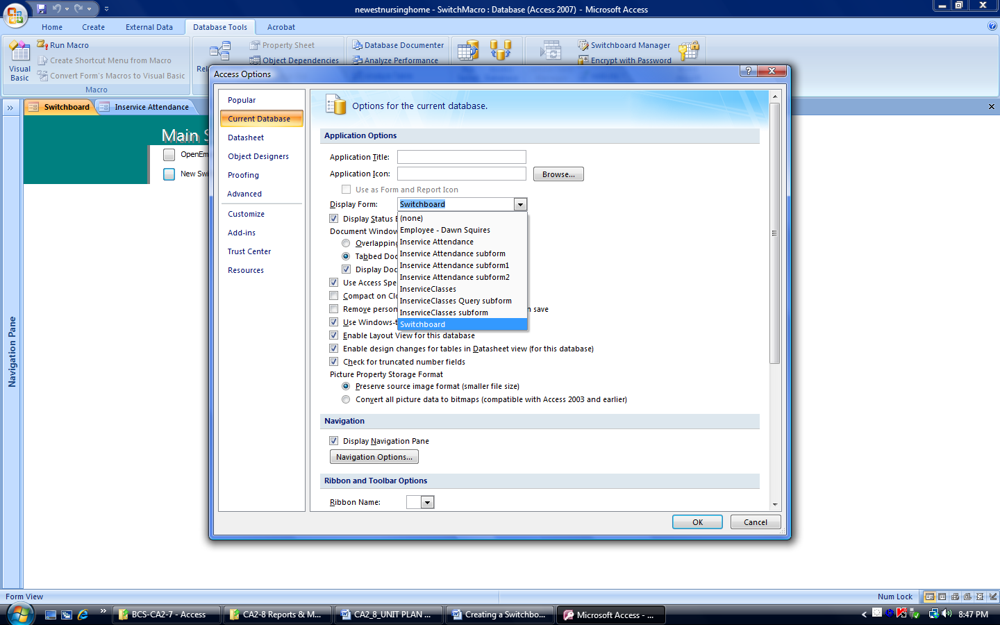 newestnursinghome - SwitchMacro : Database (Access 2007) - Microsoft Access
Home Create External Data Database Tools Acrobat
Visual Basic
Run Macro
Create Shortcut Menu from Macro
Convert Form's Macros to Visual Basic
Macro
Property Sheet
Object Dependencies
Database Documenter
Analyze Performance
Switchboard Manager
Encrypt with Password
Switchboard Inservice Attendance
Main
OpenEm
New Swi
Navigation Pane
Access Options
Popular
Current Database
Datasheet
Object Designers
Proofing
Advanced
Customize
Add-ins
Trust Center
Resources
Options for the current database.
Application Options
Application Title:
Application Icon:
Browse...
Use as Form and Report Icon
Display Form: Switchboard
(none)
Employee - Dawn Squires
Inservice Attendance
Inservice Attendance subform
Inservice Attendance subform1
Inservice Attendance subform2
InserviceClasses
InserviceClasses Query subform
InserviceClasses subform
Switchboard
Display Status
Document Window
Overlapping
Tabbed Doc
Display Doc
Use Access Spe
Compact on Clo
Remove person n save
Use Windows-t
Enable Layout View for this database
Enable design changes for tables in Datasheet view (for this database)
Check for truncated number fields
Picture Property Storage Format
Preserve source image format (smaller file size)
Convert all picture data to bitmaps (compatible with Access 2003 and earlier)
Navigation
Display Navigation Pane
Navigation Options...
Ribbon and Toolbar Options
Ribbon Name:
OK Cancel
Form View
Num Lock
BCS-CA2-7 - Access
CA2-8 Reports & M...
CA2_8_UNIT PLAN ...
Creating a Switchbo...
Microsoft Access - ...
8:47 PM